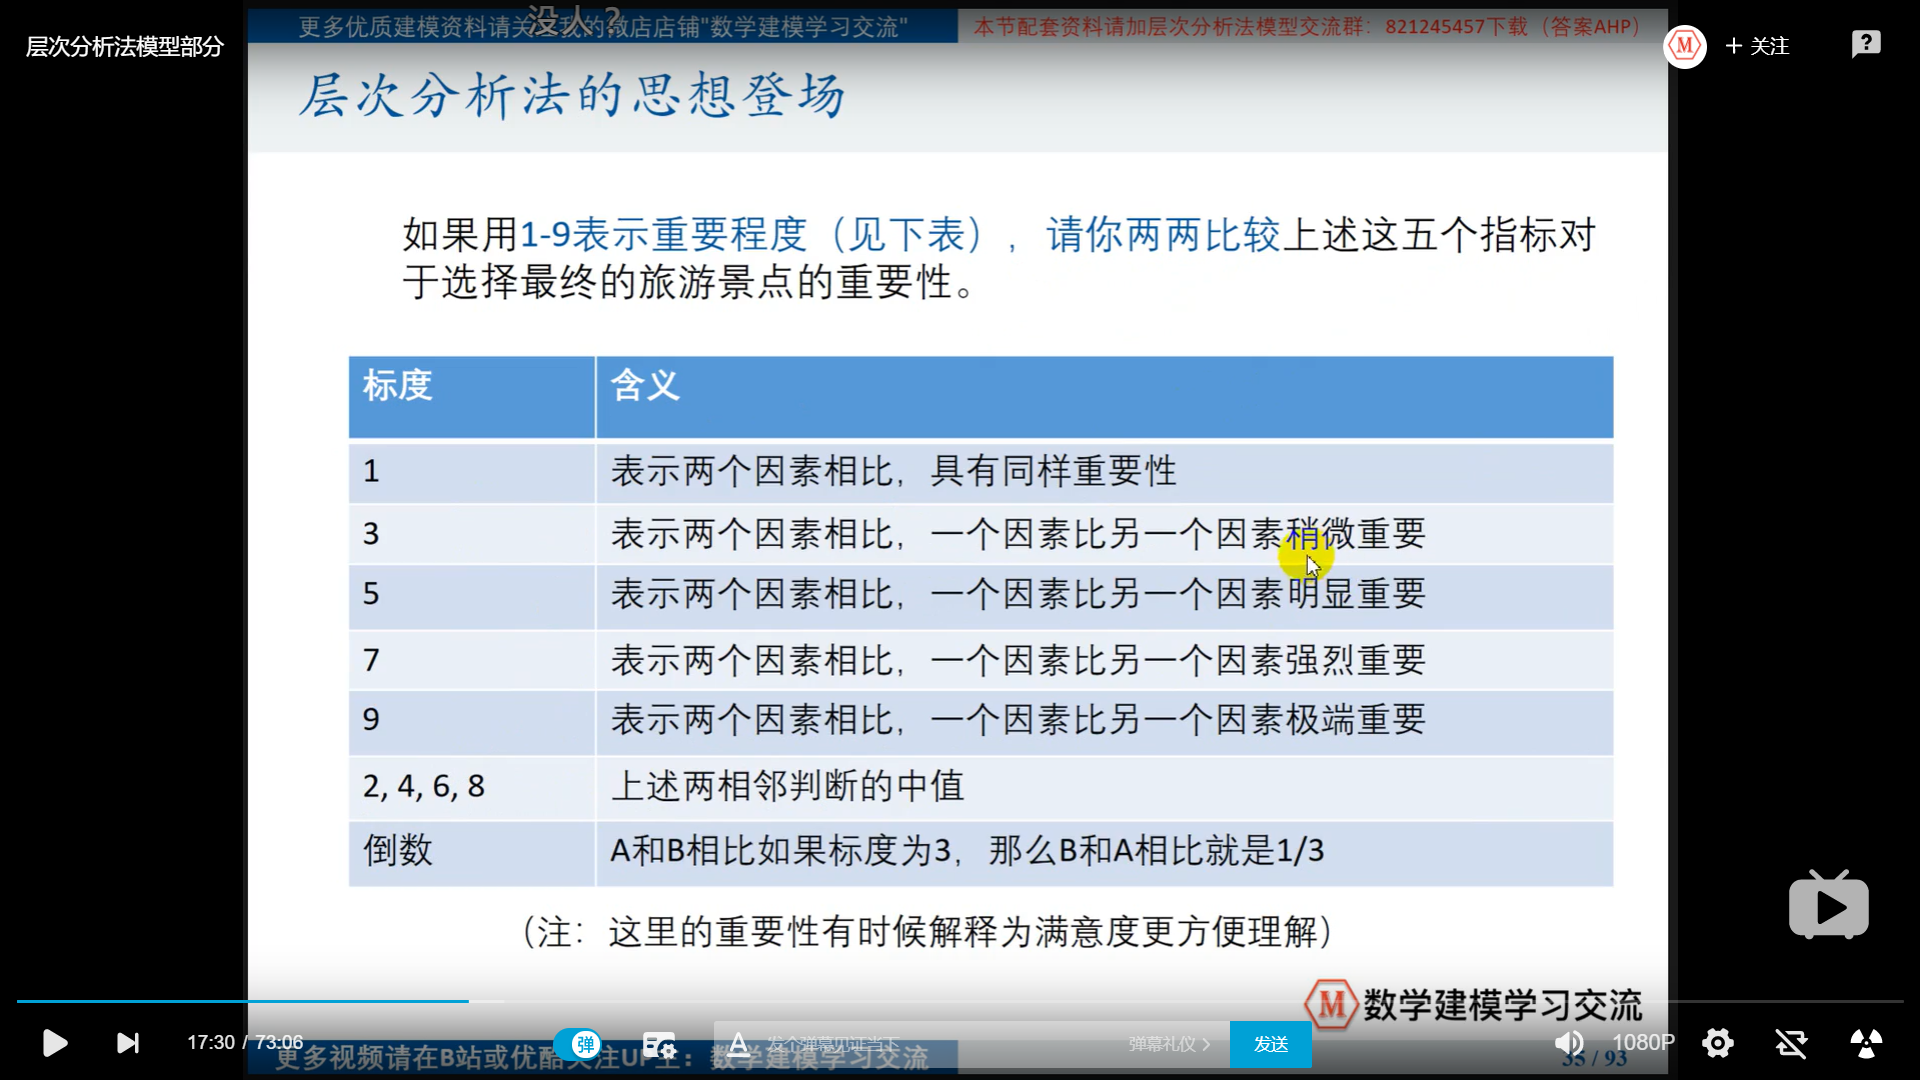 没人？
更多优质建模资料请关注我的微店店铺"数学建模学习交流"
本节配套资料请加层次分析法模型交流群：821245457下载（答案AHP）
层次分析法模型部分
M
+ 关注
层次分析法的思想登场
如果用1-9表示重要程度（见下表），请你两两比较上述这五个指标对
于选择最终的旅游景点的重要性。
标度 含义
1 表示两个因素相比，具有同样重要性
3 表示两个因素相比，一个因素比另一个因素稍微重要
5 表示两个因素相比，一个因素比另一个因素明显重要
7 表示两个因素相比，一个因素比另一个因素强烈重要
9 表示两个因素相比，一个因素比另一个因素极端重要
2, 4, 6, 8 上述两相邻判断的中值
倒数 A和B相比如果标度为3，那么B和A相比就是1/3
（注：这里的重要性有时候解释为满意度更方便理解）
M 数学建模学习交流
17:30 / 73:06
弹
A 发个弹幕见证当下
弹幕礼仪 >
发送
1080P
更多视频请在B站或优酷关注UP主：数学建模学习交流
35 / 93